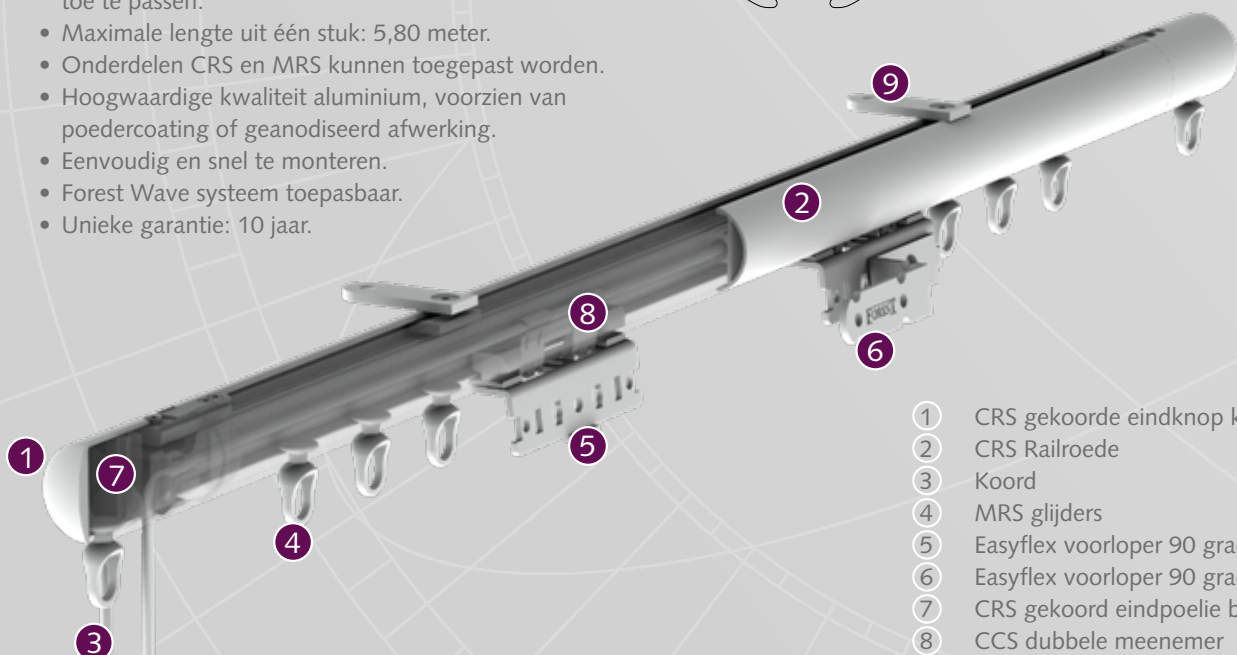 toe te passen.
• Maximale lengte uit één stuk: 5,80 meter.
• Onderdelen CRS en MRS kunnen toegepast worden.
• Hoogwaardige kwaliteit aluminium, voorzien van
poedercoating of geanodiseerd afwerking.
• Eenvoudig en snel te monteren.
• Forest Wave systeem toepasbaar.
• Unieke garantie: 10 jaar.
9
2
8
FOREST
6
1
7
5
4
3
1 CRS gekoorde eindknop
2 CRS Railroede
3 Koord
4 MRS glijders
5 Easyflex voorloper 90
6 Easyflex voorloper 90
7 CRS gekoord eindpoelie
8 CCS dubbele meenemer